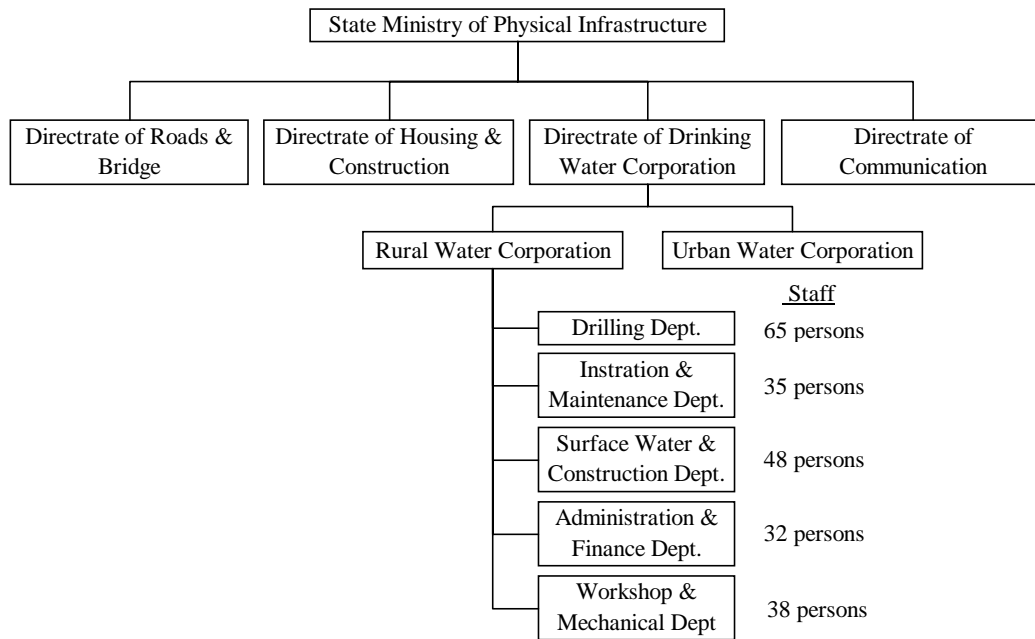 State Ministry of Physical Infrastructure
Directrate of Roads &
Bridge
Directrate of Housing &
Construction
Directrate of Drinking
Water Corporation
Directrate of
Communication
Rural Water Corporation
Urban Water Corporation
Staff
Drilling Dept.
65 persons
Instration &
Maintenance Dept.
35 persons
Surface Water &
Construction Dept.
48 persons
Administration &
Finance Dept.
32 persons
Workshop &
Mechanical Dept
38 persons